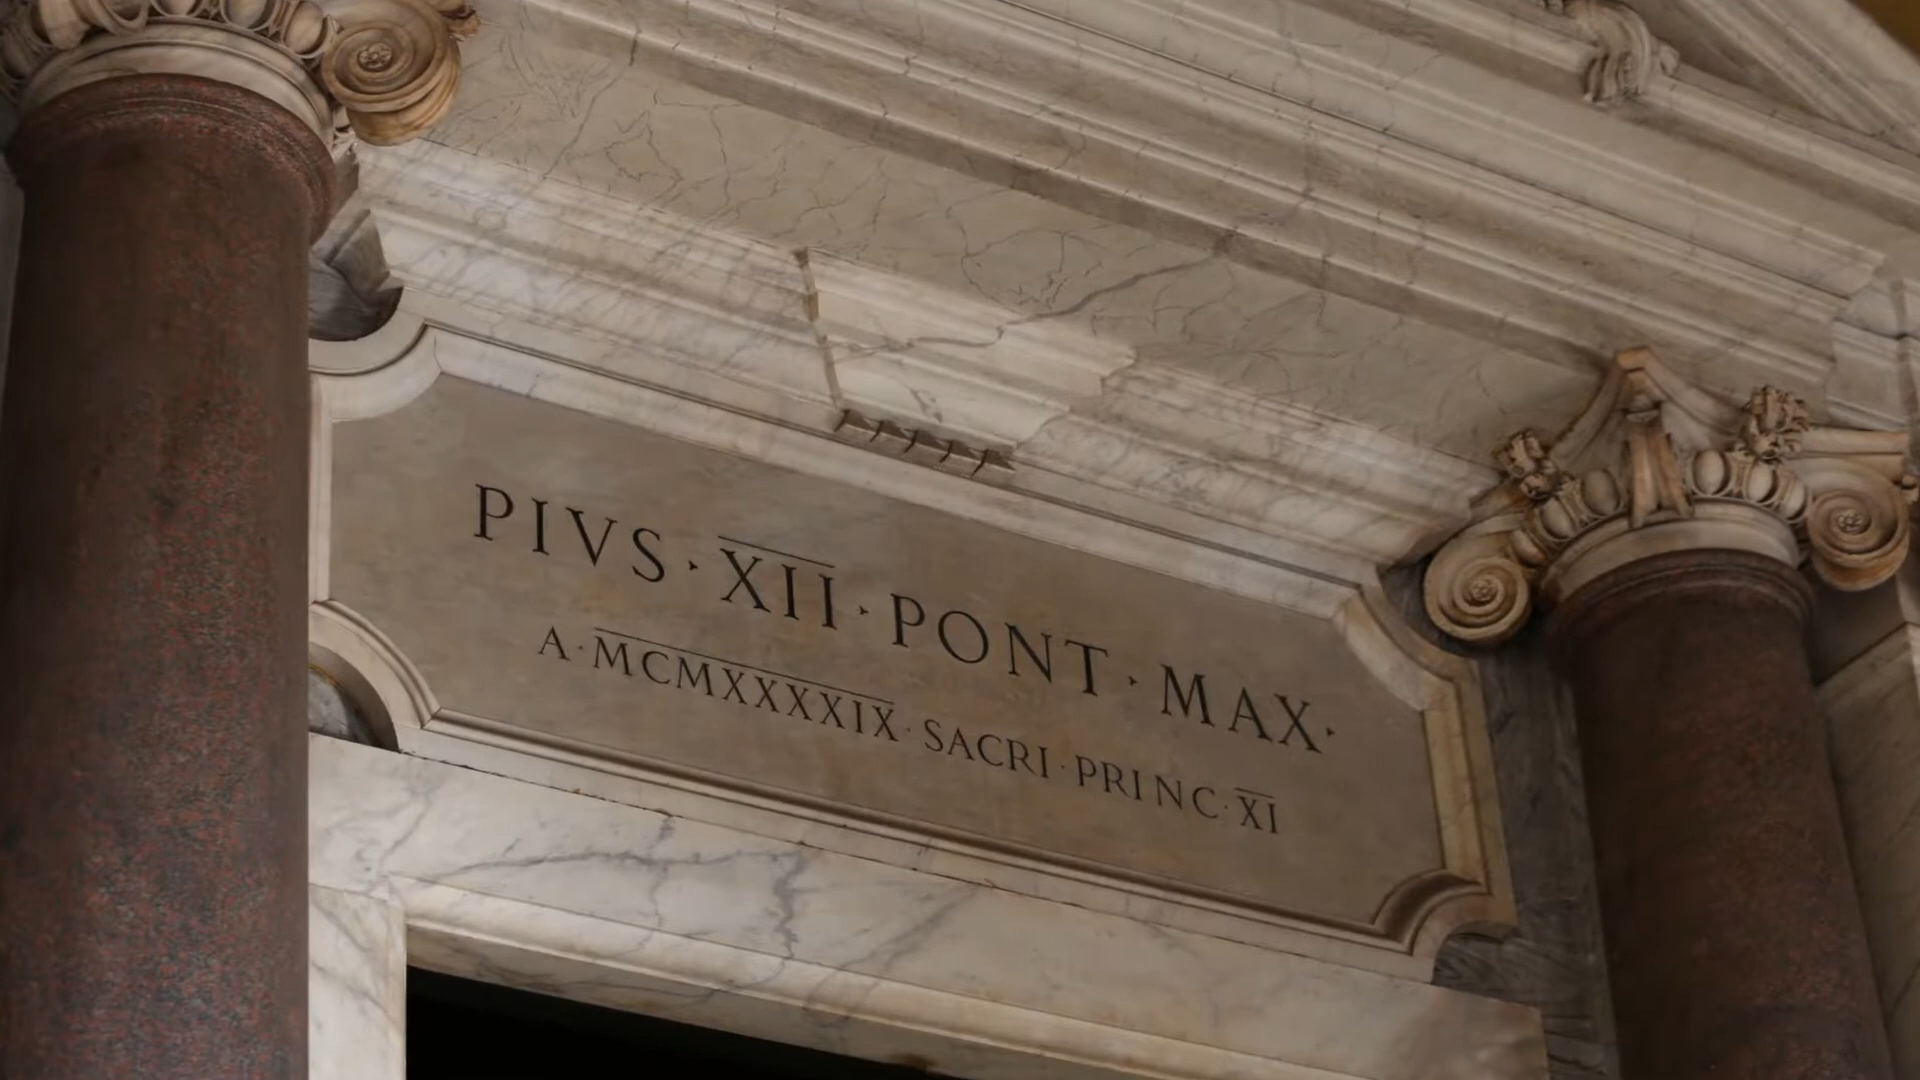 PIVS · XII · PONT · MAX ·
A · MCMXXXXIX · SACRI · PRINC · XI